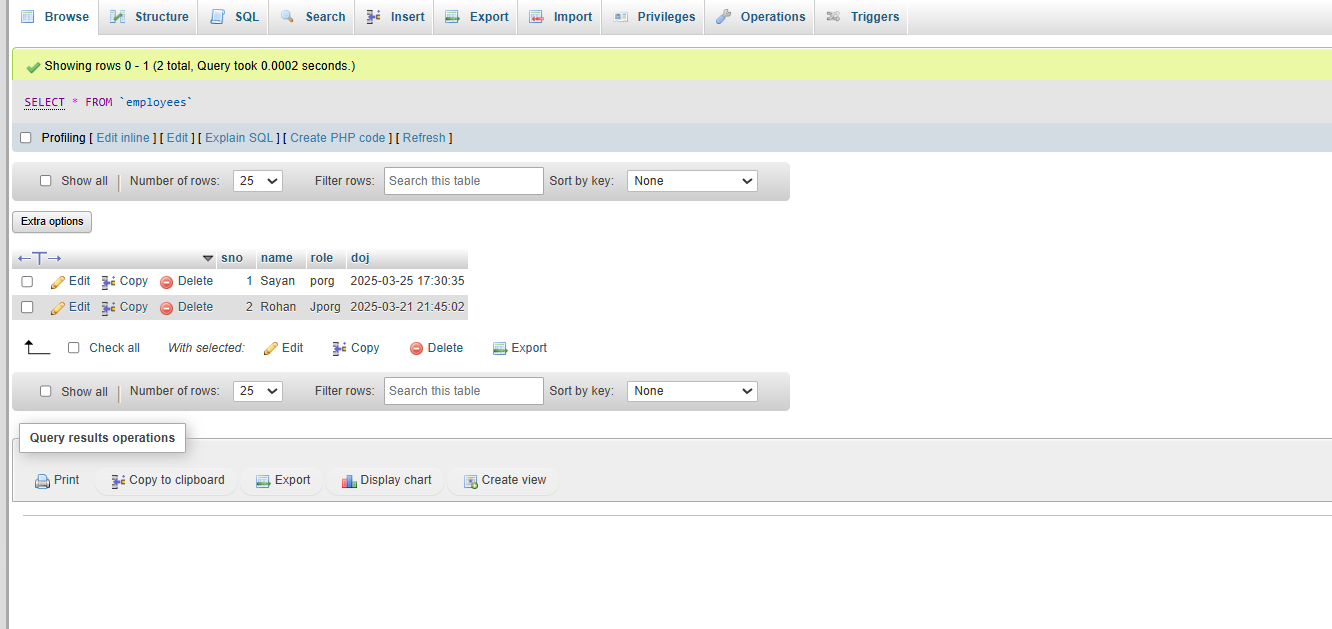 Browse Structure SQL Search Insert Export Import Privileges Operations Triggers
Showing rows 0 - 1 (2 total, Query took 0.0002 seconds.)
SELECT * FROM `employees`
Profiling [ Edit inline ] [ Edit ] [ Explain SQL ] [ Create PHP code ] [ Refresh ]
Show all Number of rows: 25 Filter rows: Search this table Sort by key: None
Extra options
sno name role doj
Edit Copy Delete 1 Sayan porg 2025-03-25 17:30:35
Edit Copy Delete 2 Rohan Jporg 2025-03-21 21:45:02
Check all With selected: Edit Copy Delete Export
Show all Number of rows: 25 Filter rows: Search this table Sort by key: None
Query results operations
Print Copy to clipboard Export Display chart Create view